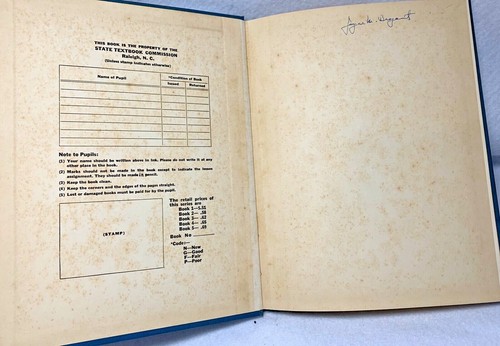 THIS BOOK IS THE PROPERTY OF THE
STATE TEXTBOOK COMMISSION
Raleigh, N. C.
(Unless stamp indicates otherwise)
Name of Pupil
*Condition of Book
Issued
Returned
Note to Pupils:
(1) Your name should be written above in ink. Please do not write it at any
other place in the book.
(2) Marks should not be made in the book except to indicate the lesson
assignment. They should be made in pencil.
(3) Keep the book clean.
(4) Keep the corners and the edges of the pages straight.
(5) Lost or damaged books must be paid for by the pupil.
(STAMP)
The retail prices of
this series are
Book 1—
Book 2—
Book 3—
Book 4—
Book 5—
Book No
*Code:—
N—New
G—Good
F—Fair
P—Poor